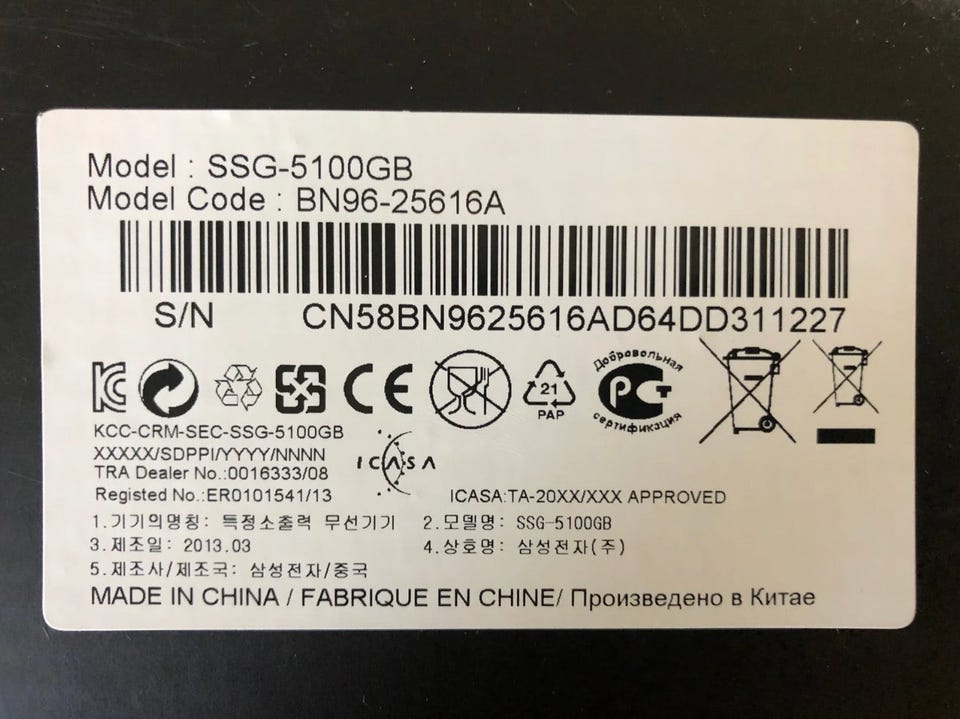 Model : SSG-5100GB
Model Code : BN96-25616A
S/N CN58BN9625616AD64DD311227
CE 21 PAP Добровольная сертификация РСТ
KCC-CRM-SEC-SSG-5100GB
XXXXX/SDPPI/YYYY/NNNN
ICASA
TRA Dealer No.:0016333/08
Registed No.:ER0101541/13 ICASA:TA-20XX/XXX APPROVED
1.기기의명칭: 특정소출력 무선기기 2.모델명: SSG-5100GB
3.제조일: 2013.03 4.상호명: 삼성전자(주)
5.제조사/제조국: 삼성전자/중국
MADE IN CHINA / FABRIQUE EN CHINE/ Произведено в Китае